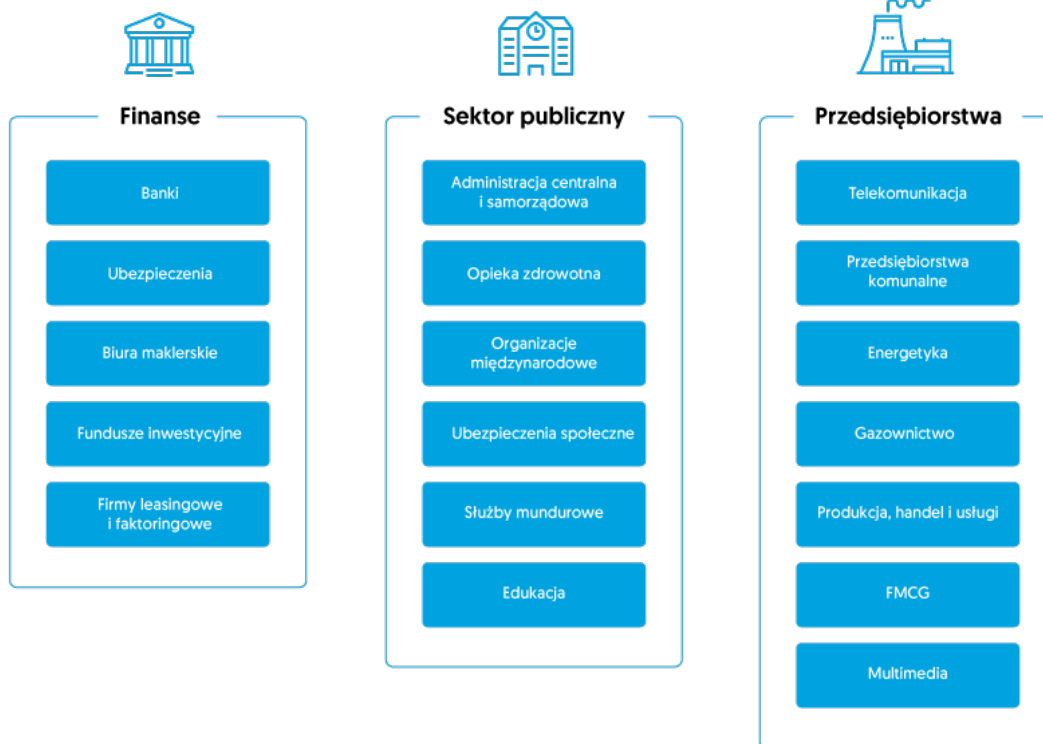 Finanse
Banki
Ubezpieczenia
Biura maklerskie
Fundusze inwestycyjne
Firmy leasingowe
i faktoringowe
Sektor publiczny
Administracja centralna
i samorządowa
Opieka zdrowotna
Organizacje
międzynarodowe
Ubezpieczenia społeczne
Służby mundurowe
Edukacja
Przedsiębiorstwa
Telekomunikacja
Przedsiębiorstwa
komunalne
Energetyka
Gazownictwo
Produkcja, handel i usługi
FMCG
Multimedia